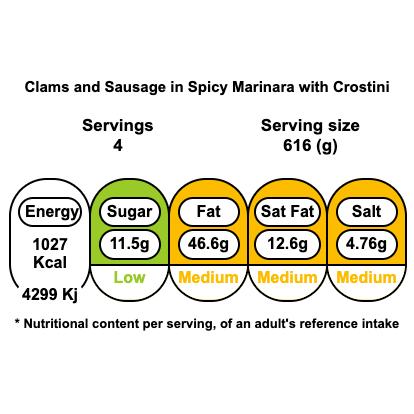 Clams and Sausage in Spicy Marinara with Crostini
Servings Serving size
4 616 (g)
Energy Sugar Fat Sat Fat Salt
1027 11.5g 46.6g 12.6g 4.76g
Kcal
Low Medium Medium Medium
4299 Kj
* Nutritional content per serving, of an adult's reference intake